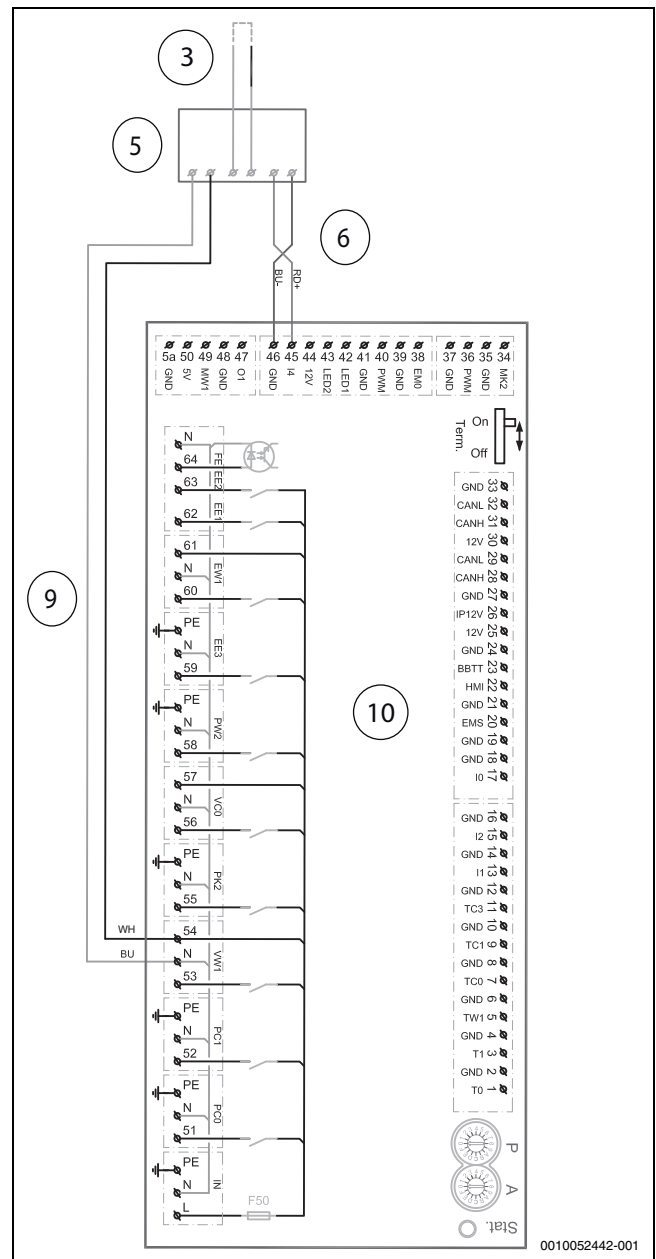 3
5
6
BU-
RD+
5a 50 49 48 47
GND 5V MW1 GND O1
46 45 44 43 42 41 40 39 38
GND I4 12V LED2 LED1 GND PWM GND EM0
37 36 35 34
GND PWM GND MK2
Term.
On
Off
N
64
FE
63
EE2
62
EE1
61
N
EW1
60
PE
N
EE3
59
PE
N
PW2
58
57
N
VC0
56
PE
N
PK2
55
WH
54
BU
N
VW1
53
PE
N
PC1
52
PE
N
PC0
51
PE
N
IN
L
F50
9
10
GND 33
CANL 32
CANH 31
12V 30
CANL 29
CANH 28
GND 27
IP12V 26
12V 25
GND 24
BBTT 23
HMI 22
GND 21
EMS 20
GND 19
GND 18
I0 17
GND 16
I2 15
GND 14
I1 13
GND 12
TC3 11
GND 10
TC1 9
GND 8
TC0 7
GND 6
TW1 5
GND 4
T1 3
GND 2
T0 1
P
A
Stat.
0010052442-001